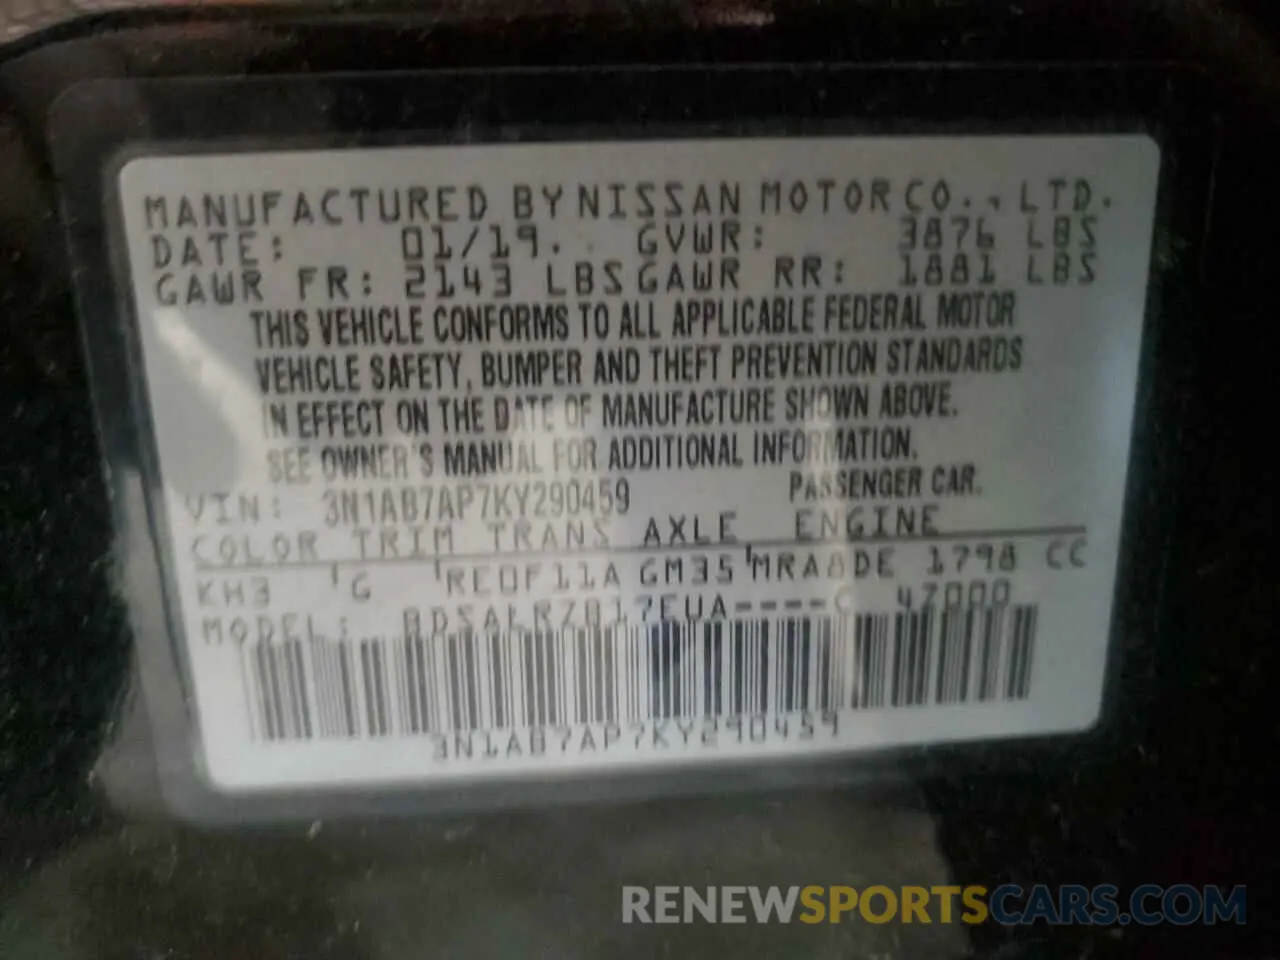 MANUFACTURED BY NISSAN MOTOR CO., LTD.
DATE: 01/19. GVWR: 3876 LBS
GAWR FR: 2143 LBS GAWR RR: 1881 LBS
THIS VEHICLE CONFORMS TO ALL APPLICABLE FEDERAL MOTOR
VEHICLE SAFETY, BUMPER AND THEFT PREVENTION STANDARDS
IN EFFECT ON THE DATE OF MANUFACTURE SHOWN ABOVE.
SEE OWNER'S MANUAL FOR ADDITIONAL INFORMATION.
VIN: 3N1AB7AP7KY290459 PASSENGER CAR.
COLOR TRIM TRANS AXLE ENGINE
KH3 G RE0F11A GM35 MRA8DE 1798 CC
MODEL: BDSALRZB17EUA----C 47000
3N1AB7AP7KY290459
RENEWSPORTSCARS.COM